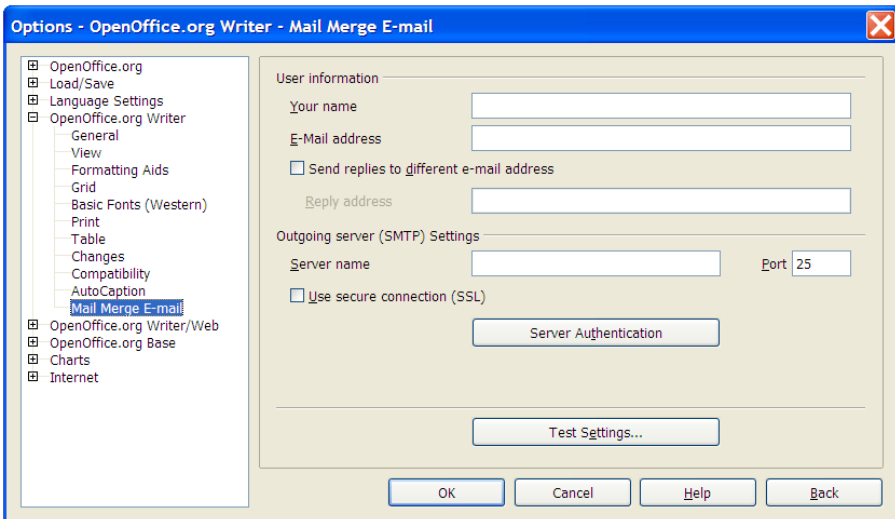 Options - OpenOffice.org Writer - Mail Merge E-mail
OpenOffice.org
Load/Save
Language Settings
OpenOffice.org Writer
General
View
Formatting Aids
Grid
Basic Fonts (Western)
Print
Table
Changes
Compatibility
AutoCaption
Mail Merge E-mail
OpenOffice.org Writer/Web
OpenOffice.org Base
Charts
Internet
User information
Your name
E-Mail address
Send replies to different e-mail address
Reply address
Outgoing server (SMTP) Settings
Server name
Port 25
Use secure connection (SSL)
Server Authentication
Test Settings...
OK Cancel Help Back